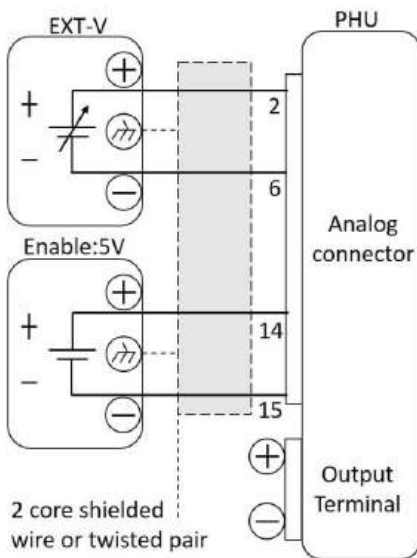 EXT-V
PHU
+
+
2
−
−
6
Analog
connector
Enable:5V
+
+
14
−
−
15
+
Output
Terminal
−
2 core shielded
wire or twisted pair